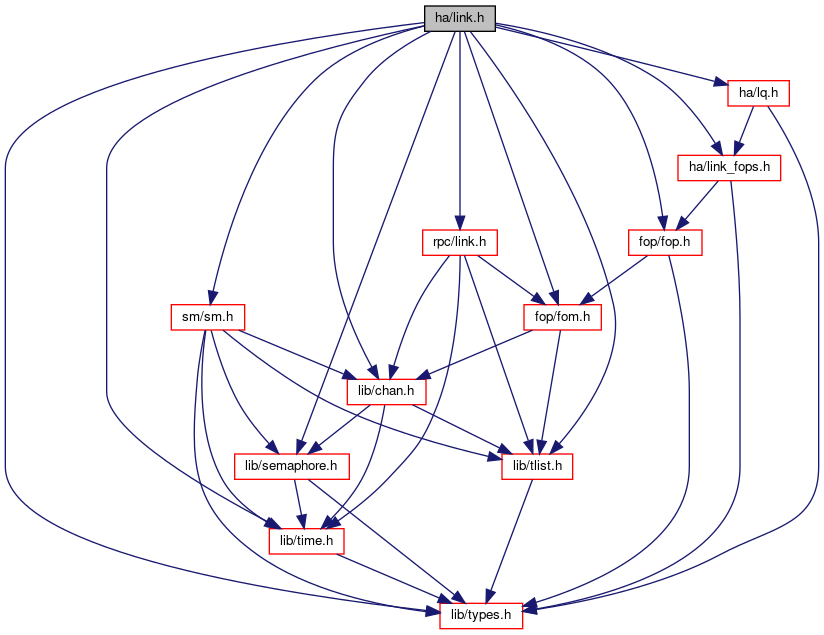 ha/link.h
ha/lq.h
ha/link_fops.h
rpc/link.h
fop/fop.h
sm/sm.h
fop/fom.h
lib/chan.h
lib/semaphore.h
lib/tlist.h
lib/time.h
lib/types.h